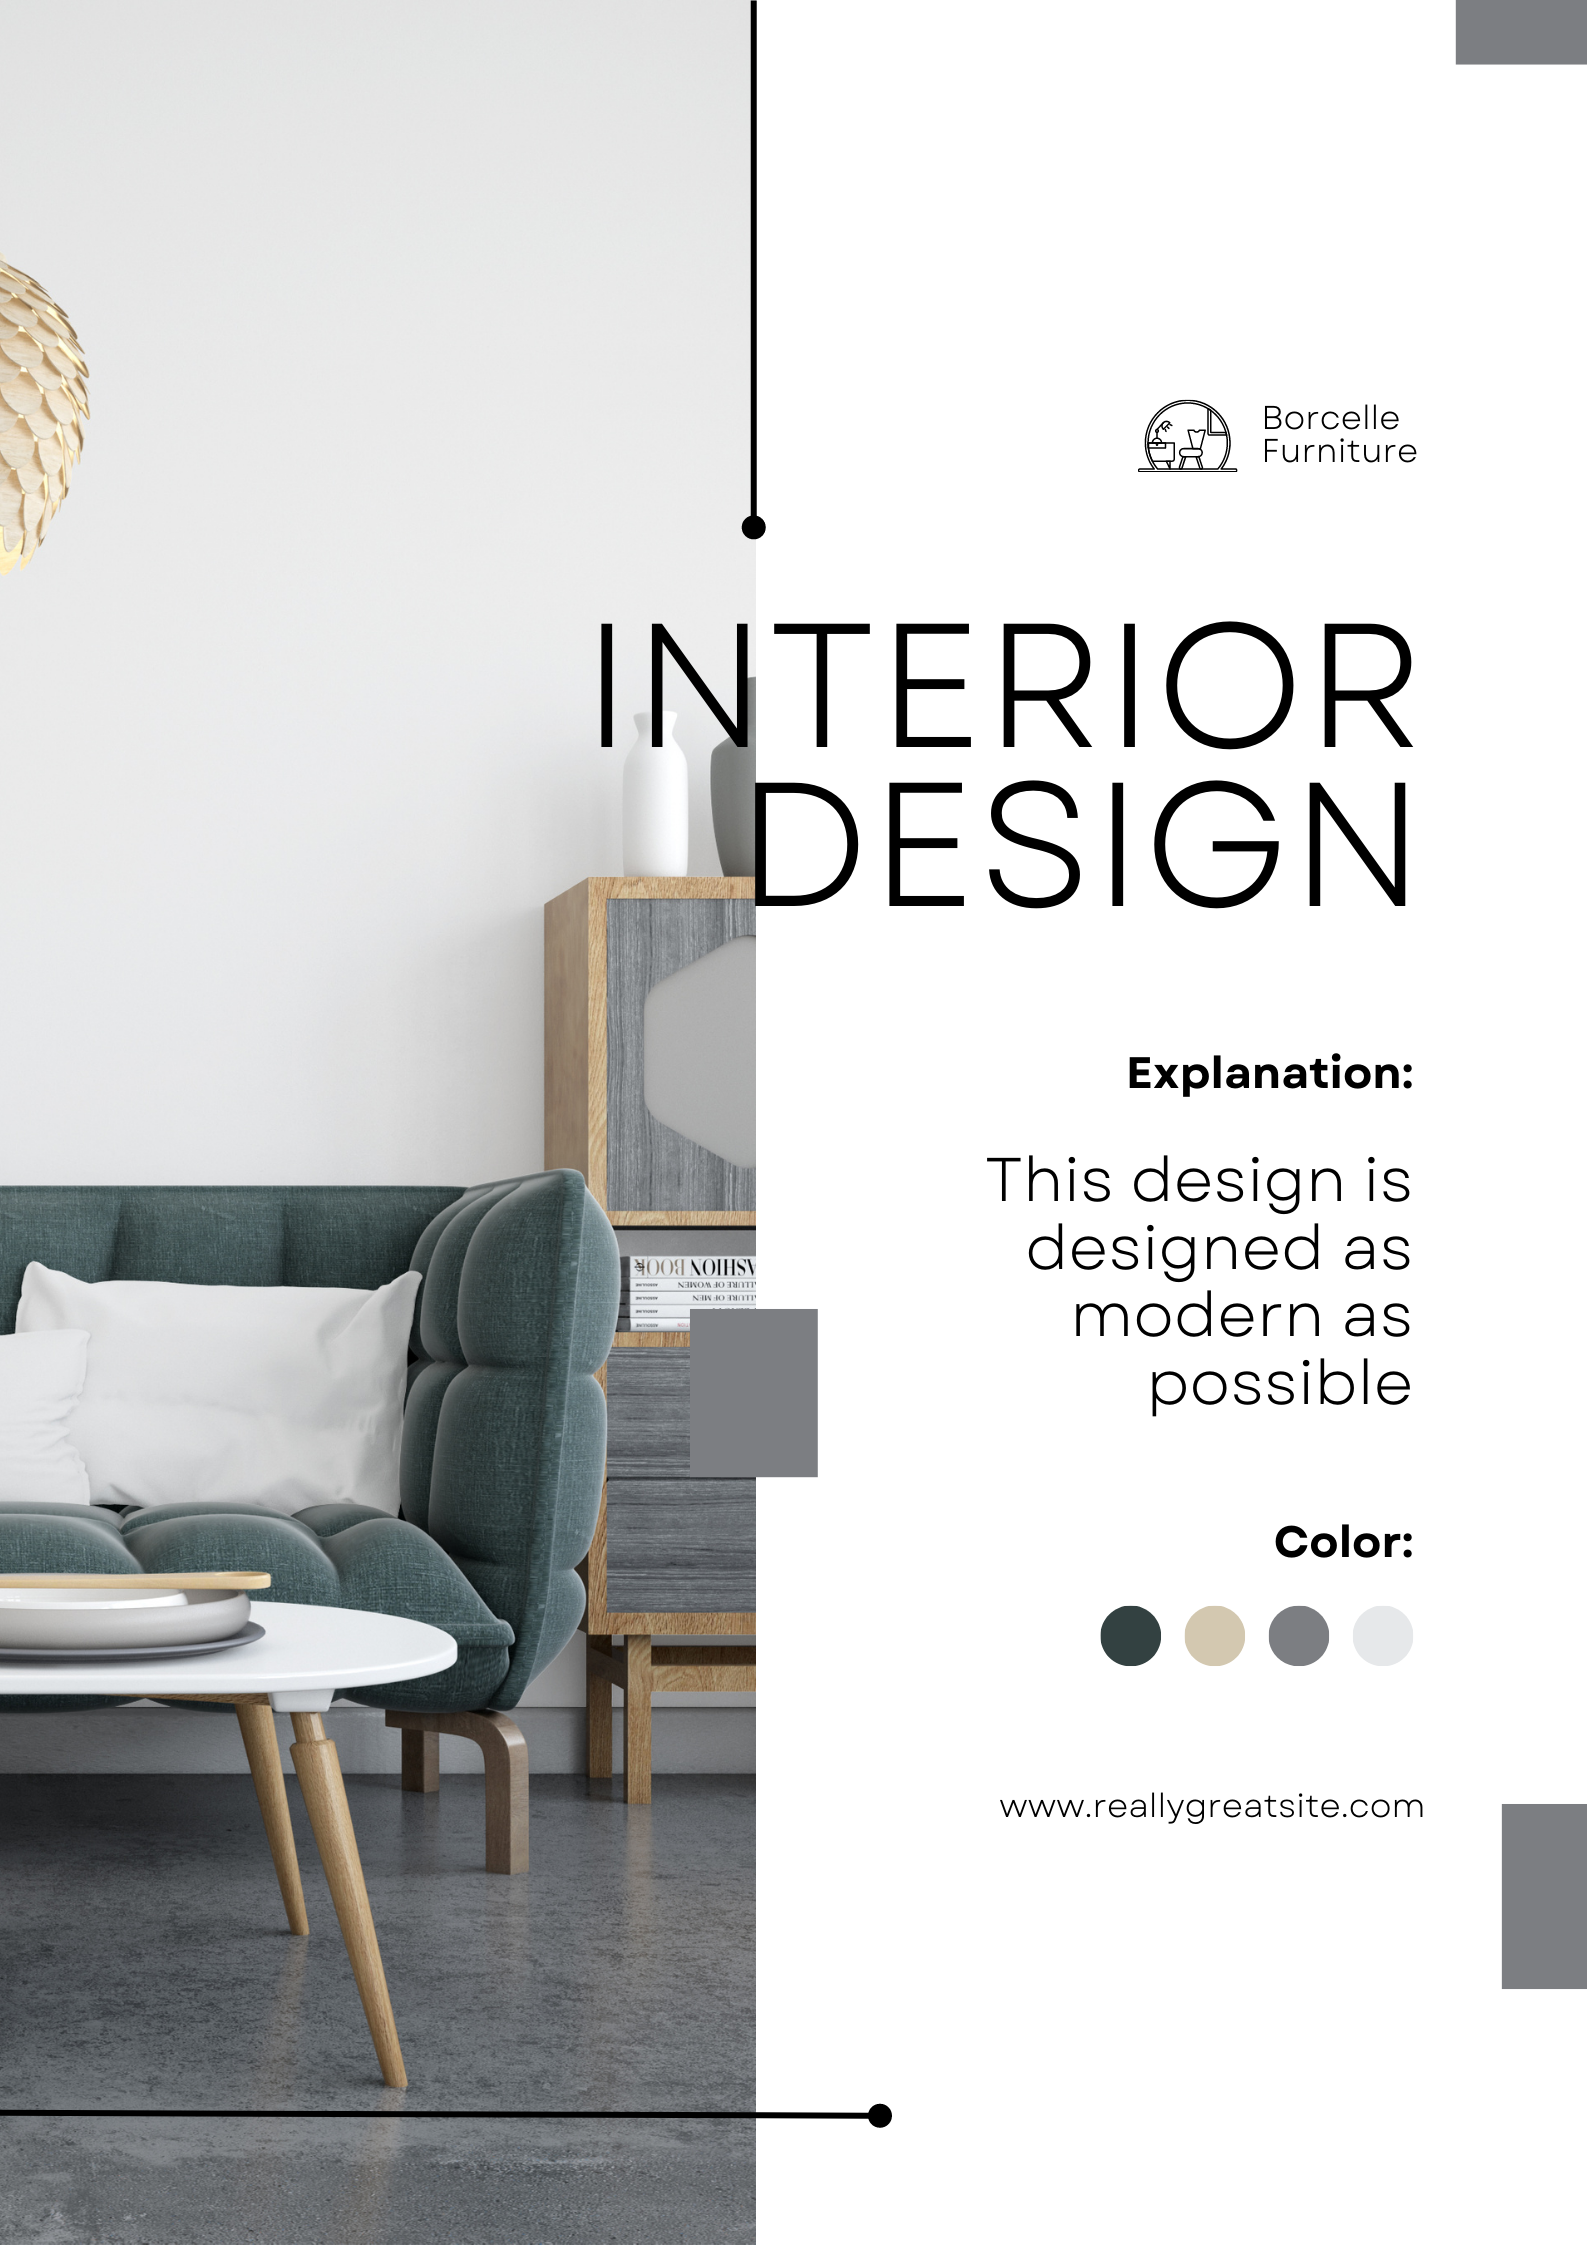 Borcelle
Furniture
INTERIOR
DESIGN
Explanation:
This design is
designed as
modern as
possible
Color:
www.reallygreatsite.com